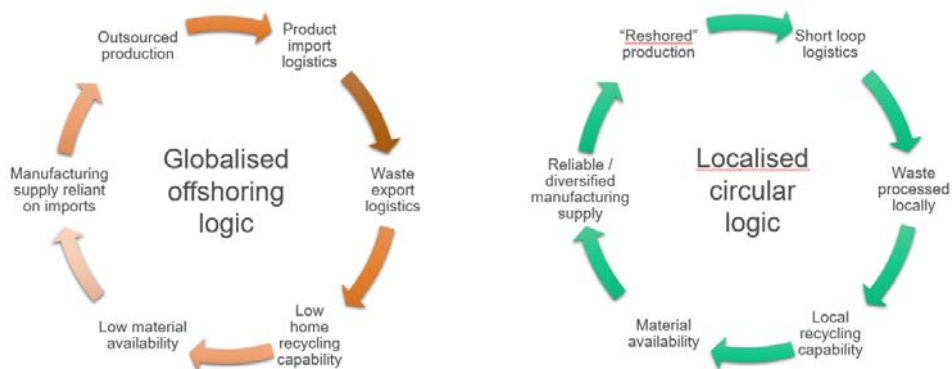 Outsourced
production
Product
import
logistics
Waste
export
logistics
Low
home
recycling
capability
Low material
availability
Manufacturing
supply reliant
on imports
Globalised
offshoring
logic
“Reshored”
production
Short loop
logistics
Waste
processed
locally
Local
recycling
capability
Material
availability
Reliable /
diversified
manufacturing
supply
Localised
circular
logic